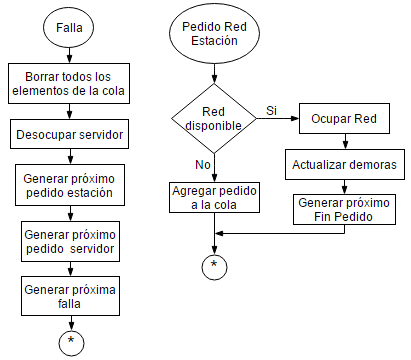 Falla
Borrar todos los
elementos de la cola
Desocupar servidor
Generar próximo
pedido estación
Generar próximo
pedido servidor
Generar próxima
falla
*
Pedido Red
Estación
Red
disponible
Si
No
Ocupar Red
Actualizar demoras
Generar próximo
Fin Pedido
Agregar pedido
a la cola
*